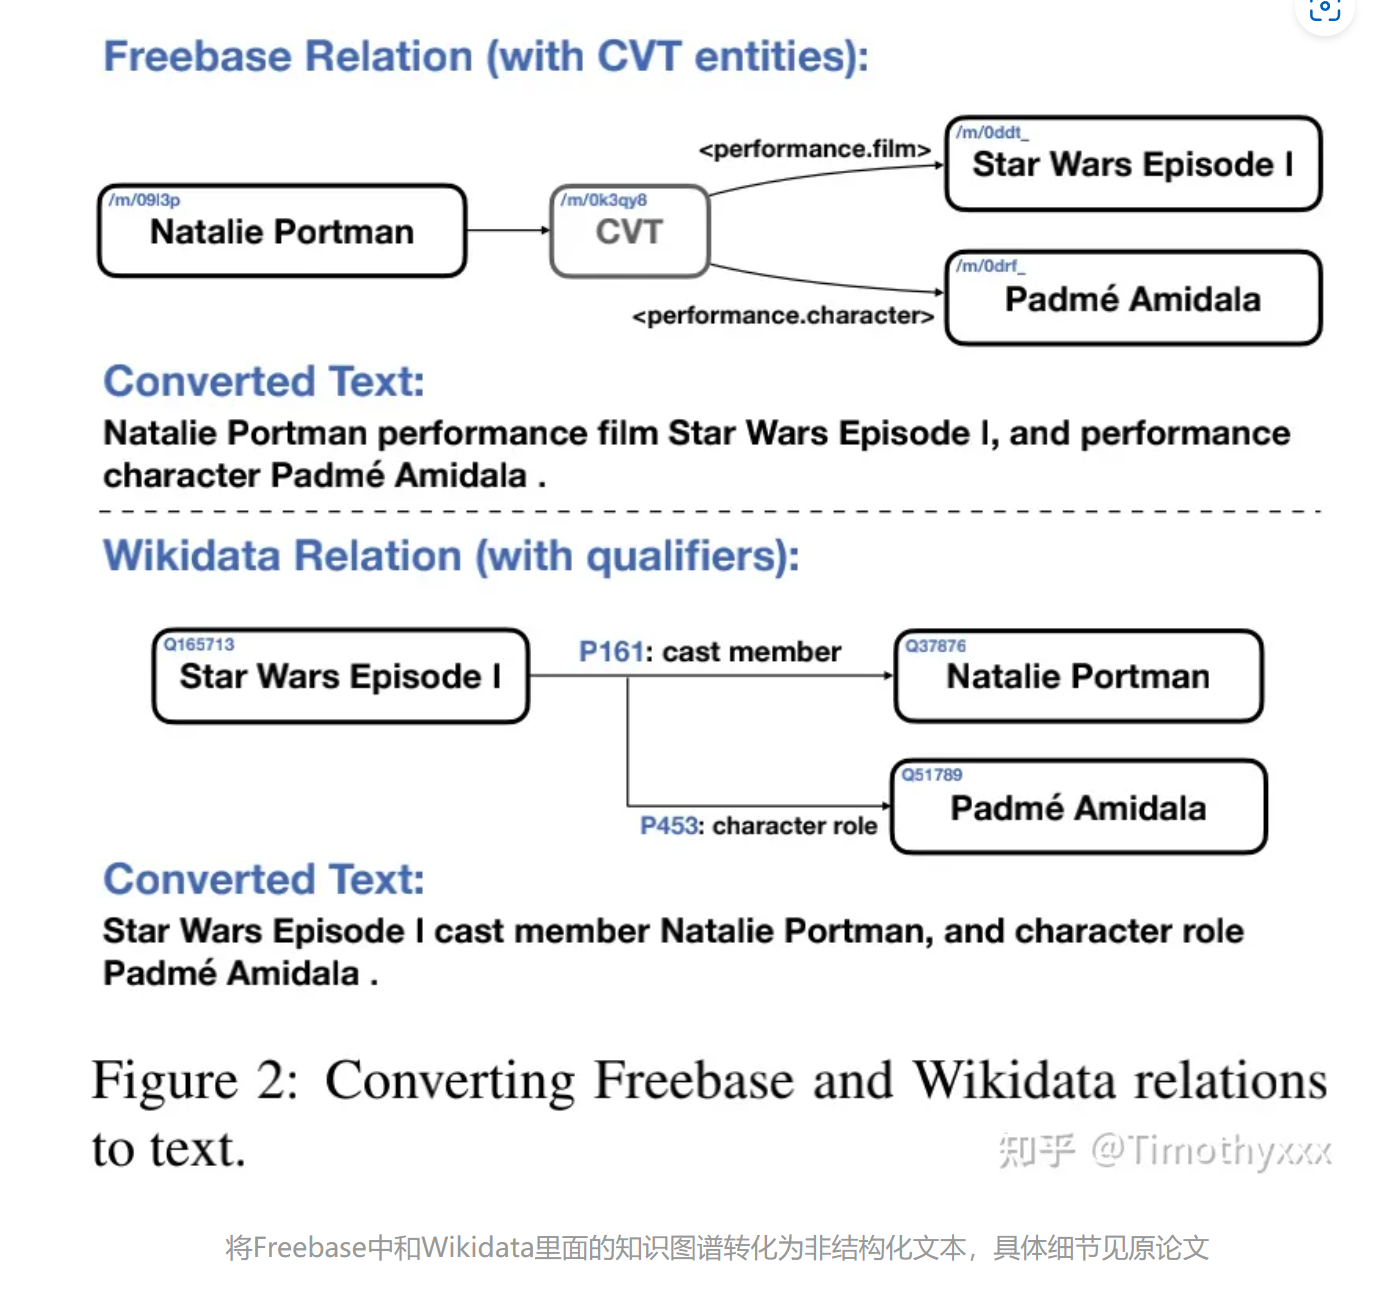 Freebase Relation (with CVT entities):
<performance.film>
/m/0ddt_
Star Wars Episode I
/m/09l3p
Natalie Portman
/m/0k3qy8
CVT
/m/0drf_
Padmé Amidala
<performance.character>
Converted Text:
Natalie Portman performance film Star Wars Episode I, and performance
character Padmé Amidala .
Wikidata Relation (with qualifiers):
Q165713
Star Wars Episode I
P161: cast member
Q37876
Natalie Portman
Q51789
Padmé Amidala
P453: character role
Converted Text:
Star Wars Episode I cast member Natalie Portman, and character role
Padmé Amidala .
Figure 2: Converting Freebase and Wikidata relations
to text.
知乎 @Timothyxxx
将Freebase中和Wikidata里面的知识图谱转化为非结构化文本，具体细节见原论文